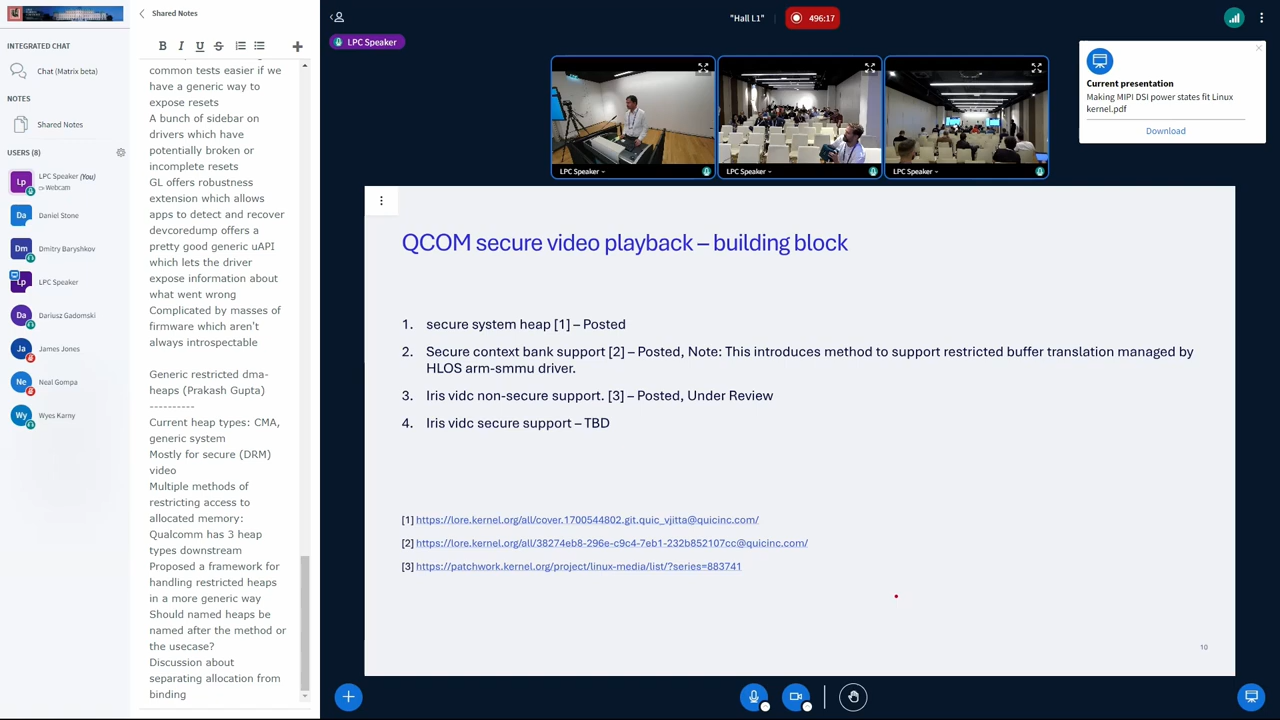 INTEGRATED CHAT
Chat (Matrix beta)
NOTES
Shared Notes
USERS (8)
Lp
LPC Speaker (You)
Webcam
Da
Daniel Stone
Dm
Dmitry Baryshkov
Lp
LPC Speaker
Da
Dariusz Gadomski
Ja
James Jones
Ne
Neal Gompa
Wy
Wyes Karny
Shared Notes
B I U S
common tests easier if we
have a generic way to
expose resets
A bunch of sidebar on
drivers which have
potentially broken or
incomplete resets
GL offers robustness
extension which allows
apps to detect and recover
devcoredump offers a
pretty good generic uAPI
which lets the driver
expose information about
what went wrong
Complicated by masses of
firmware which aren't
always introspectable
Generic restricted dma-
heaps (Prakash Gupta)
----------
Current heap types: CMA,
generic system
Mostly for secure (DRM)
video
Multiple methods of
restricting access to
allocated memory:
Qualcomm has 3 heap
types downstream
Proposed a framework for
handling restricted heaps
in a more generic way
Should named heaps be
named after the method or
the usecase?
Discussion about
separating allocation from
binding
"Hall L1"
496:17
LPC Speaker
LPC Speaker
LPC Speaker
LPC Speaker
Current presentation
Making MIPI DSI power states fit Linux
kernel.pdf
Download
QCOM secure video playback – building block
1. secure system heap [1] – Posted
2. Secure context bank support [2] – Posted, Note: This introduces method to support restricted buffer translation managed by
HLOS arm-smmu driver.
3. Iris vidc non-secure support. [3] – Posted, Under Review
4. Iris vidc secure support – TBD
[1] https://lore.kernel.org/all/cover.1700544802.git.quic_vjitta@quicinc.com/
[2] https://lore.kernel.org/all/38274eb8-296e-c9c4-7eb1-232b852107cc@quicinc.com/
[3] https://patchwork.kernel.org/project/linux-media/list/?series=883741
10